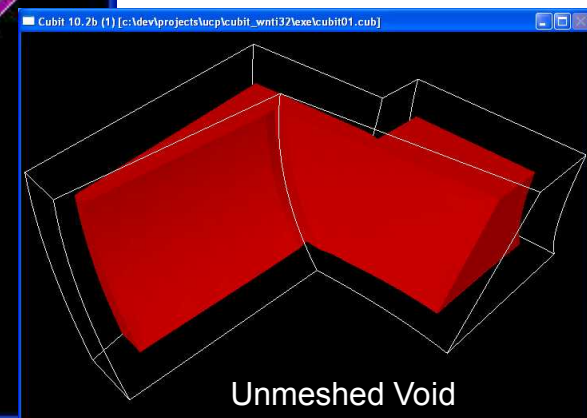 Cubit 10.2b (1) [c:\dev\projects\ucp\cubit_wnti32\exe\cubit01.cub]
Unmeshed Void